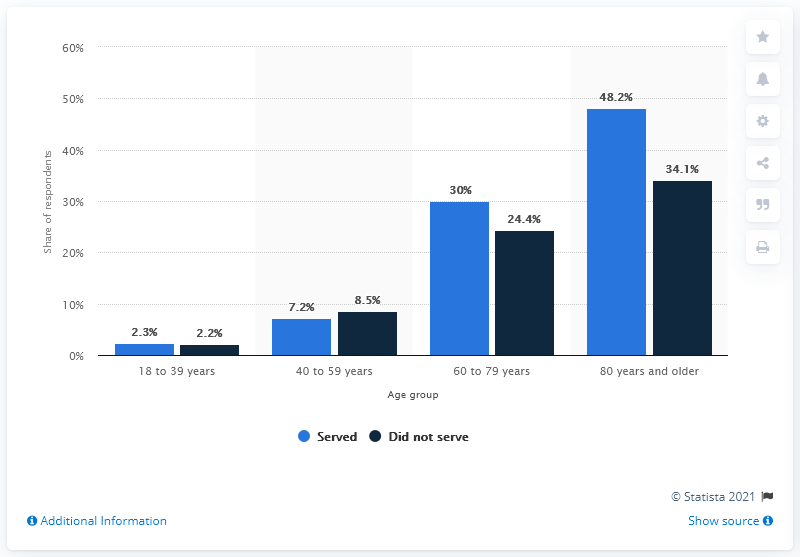 60%
50%
40%
30%
20%
10%
0%
Share of respondents
2.3%
2.2%
7.2%
8.5%
30%
24.4%
48.2%
34.1%
18 to 39 years
40 to 59 years
60 to 79 years
80 years and older
Age group
Served
Did not serve
© Statista 2021
Additional Information
Show source